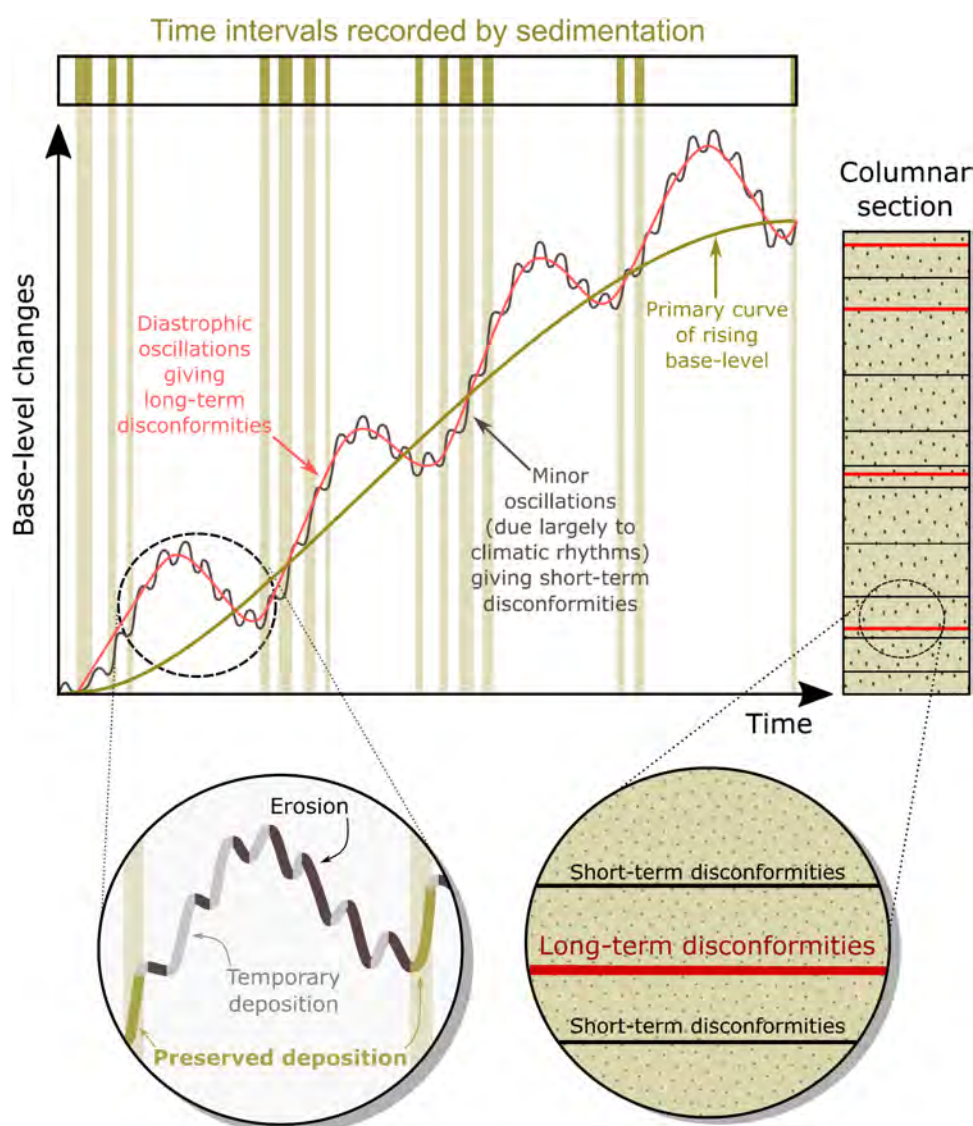 Time intervals recorded by sedimentation
Base-level changes
Diastrophic
oscillations
giving
long-term
disconformities
Primary curve
of rising
base-level
Minor
oscillations
(due largely to
climatic rhythms)
giving short-term
disconformities
Time
Columnar
section
Erosion
Temporary
deposition
Preserved deposition
Short-term disconformities
Long-term disconformities
Short-term disconformities